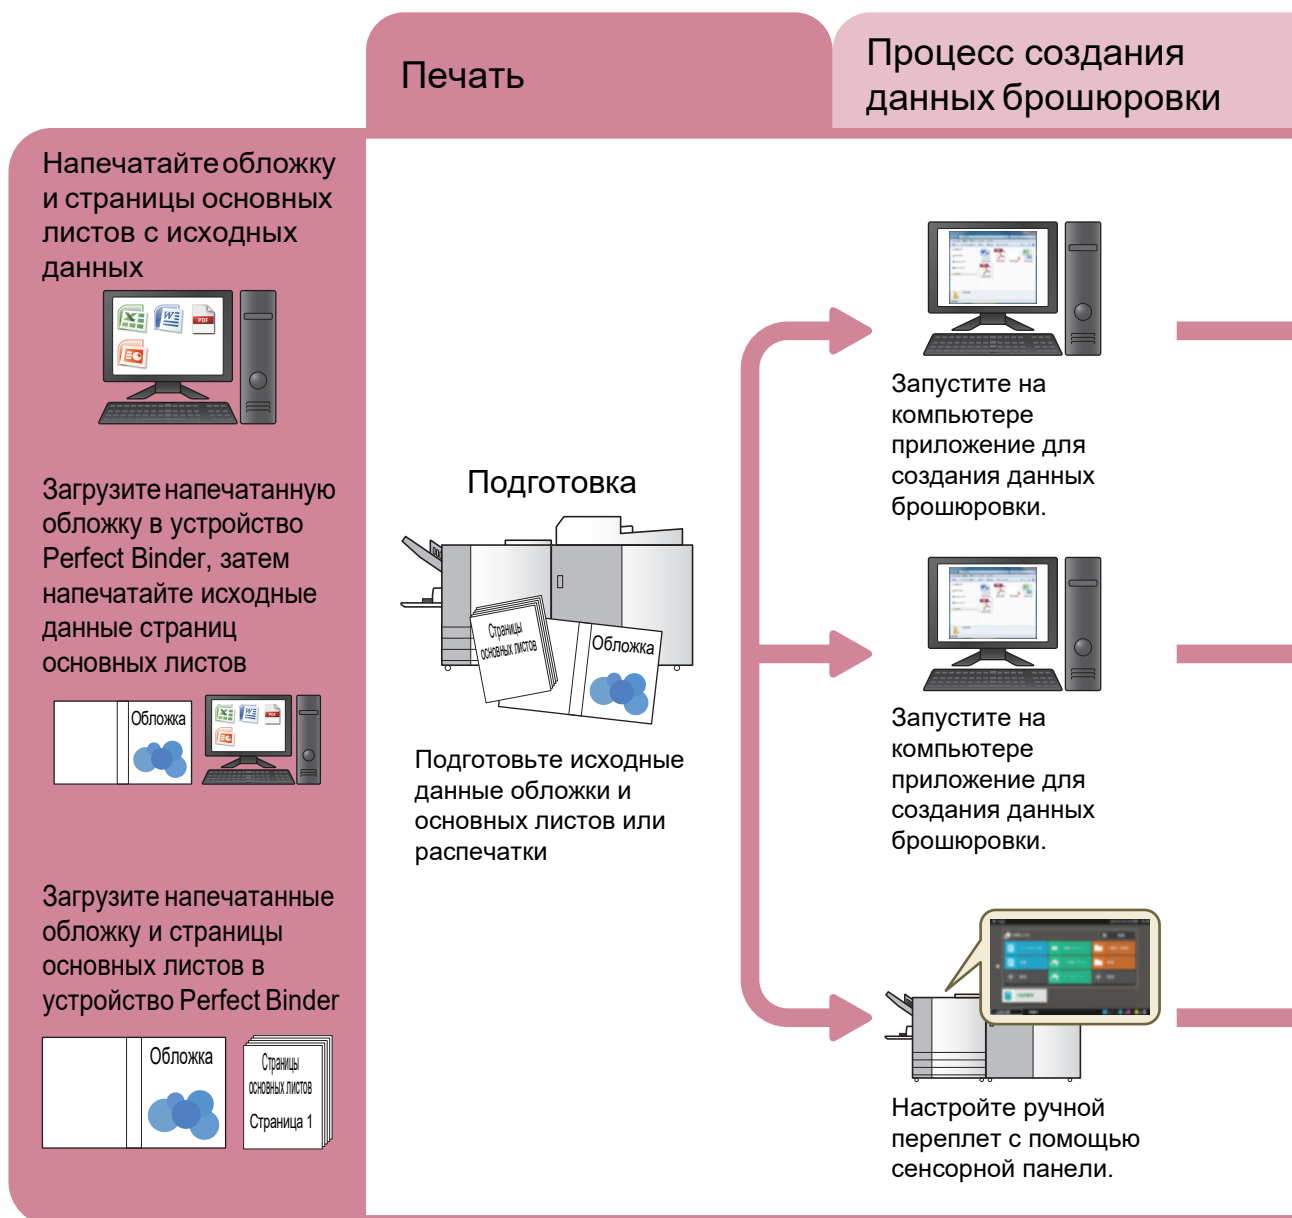 Печать
Процесс создания
данных брошюровки
Напечатайте обложку
и страницы основных
листов с исходных
данных
PDF
Загрузите напечатанную
обложку в устройство
Perfect Binder, затем
напечатайте исходные
данные страниц
основных листов
Обложка
PDF
Загрузите напечатанные
обложку и страницы
основных листов в
устройство Perfect Binder
Обложка
Страницы
основных листов
Страница 1
Подготовка
Страницы
основных листов
Обложка
Подготовьте исходные
данные обложки и
основных листов или
распечатки
Запустите на
компьютере
приложение для
создания данных
брошюровки.
Запустите на
компьютере
приложение для
создания данных
брошюровки.
Настройте ручной
переплет с помощью
сенсорной панели.